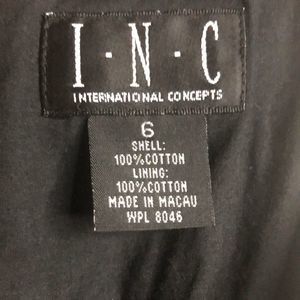 I·N·C
INTERNATIONAL CONCEPTS
6
SHELL:
100%COTTON
LINING:
100%COTTON
MADE IN MACAU
WPL 8046